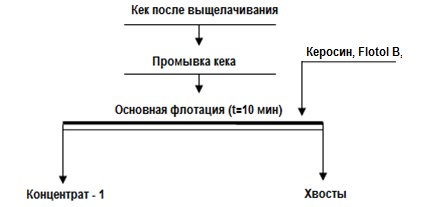 Кек после выщелачивания
Керосин, Flotol B,
Промывка кека
Основная флотация (t=10 мин)
Концентрат - 1
Хвосты